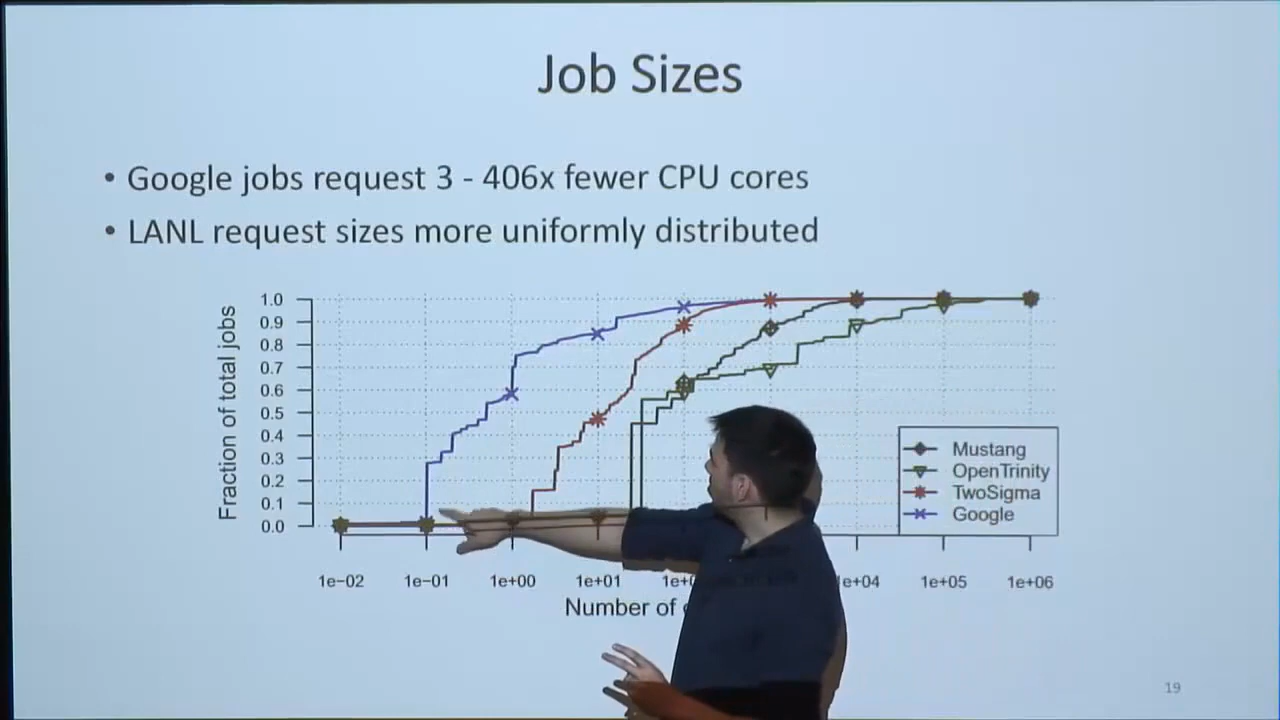 Job Sizes
• Google jobs request 3 - 406x fewer CPU cores
• LANL request sizes more uniformly distributed
Fraction of total jobs
1.0
0.9
0.8
0.7
0.6
0.5
0.4
0.3
0.2
0.1
0.0
Mustang
OpenTrinity
TwoSigma
Google
1e-02 1e-01 1e+00 1e+01 1e+04 1e+05 1e+06
Number of
19